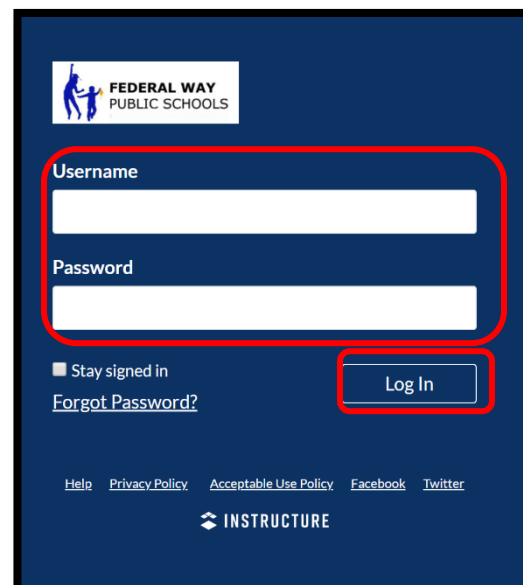 FEDERAL WAY
PUBLIC SCHOOLS
Username
Password
Stay signed in
Log In
Forgot Password?
Help Privacy Policy Acceptable Use Policy Facebook Twitter
INSTRUCTURE